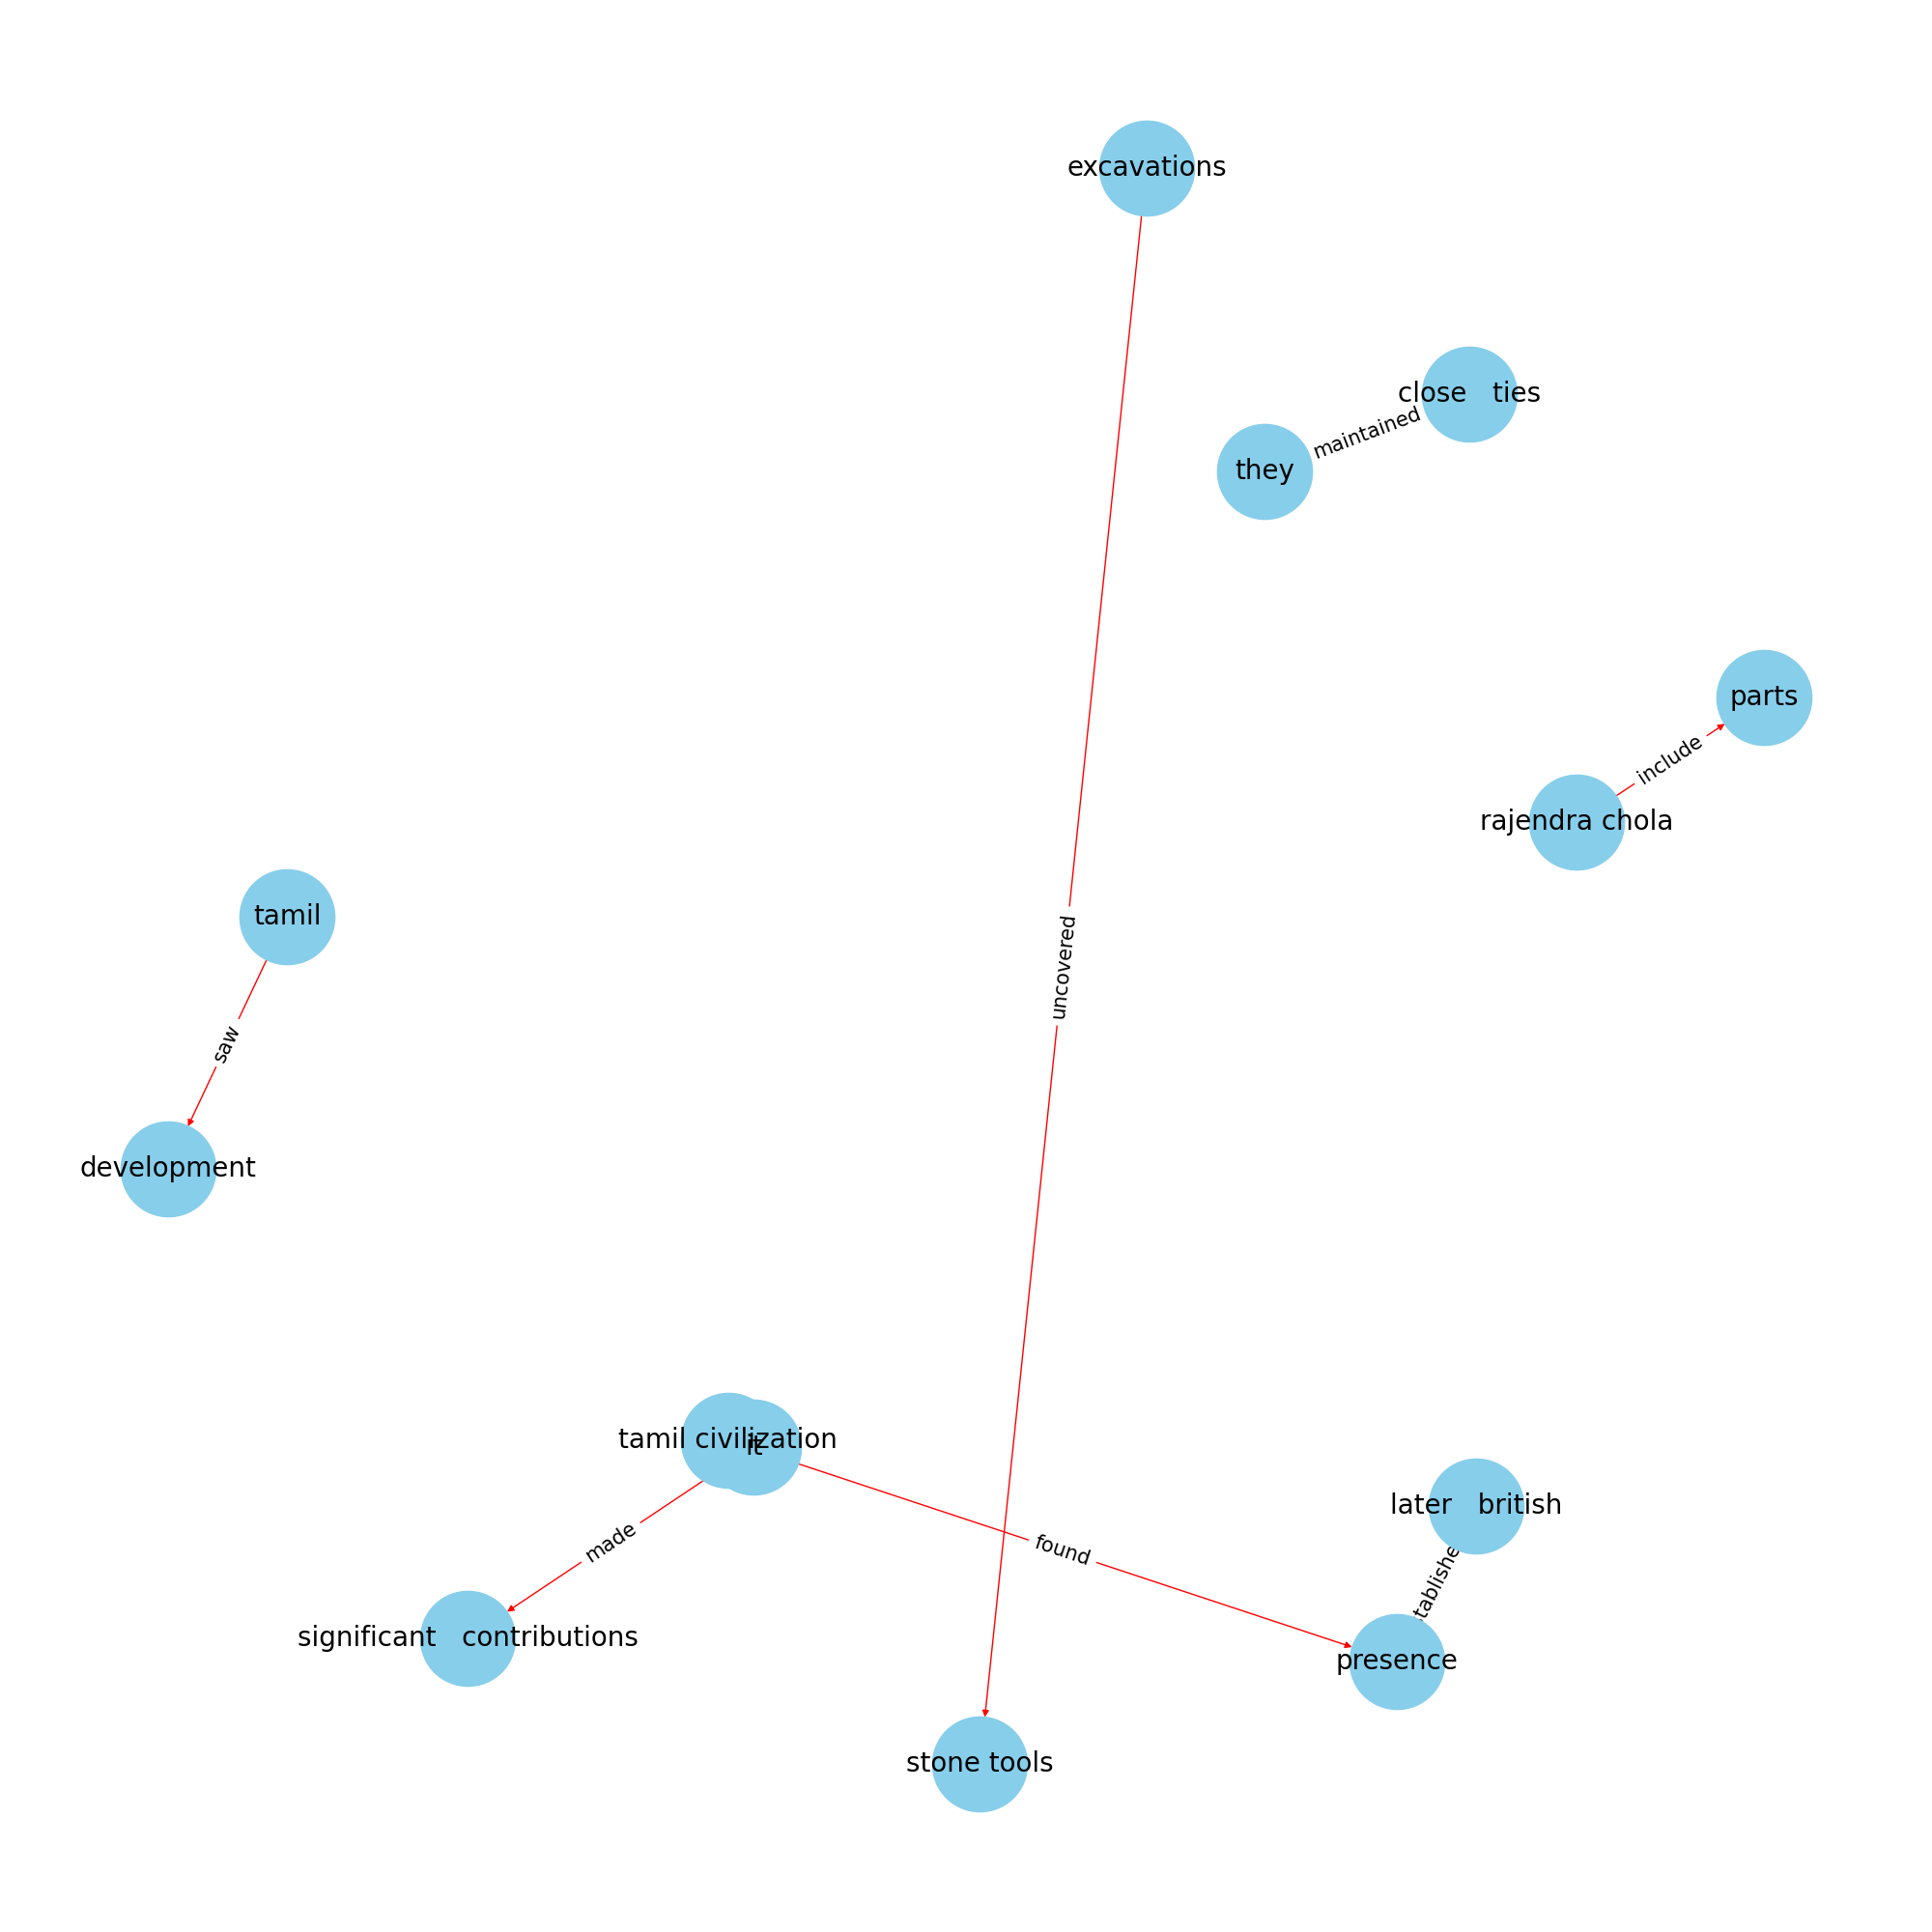 excavations
close   ties
maintained
they
parts
include
rajendra chola
tamil
uncovered
saw
development
tamil civilization
it
later   british
made
found
significant   contributions
presence
stone tools